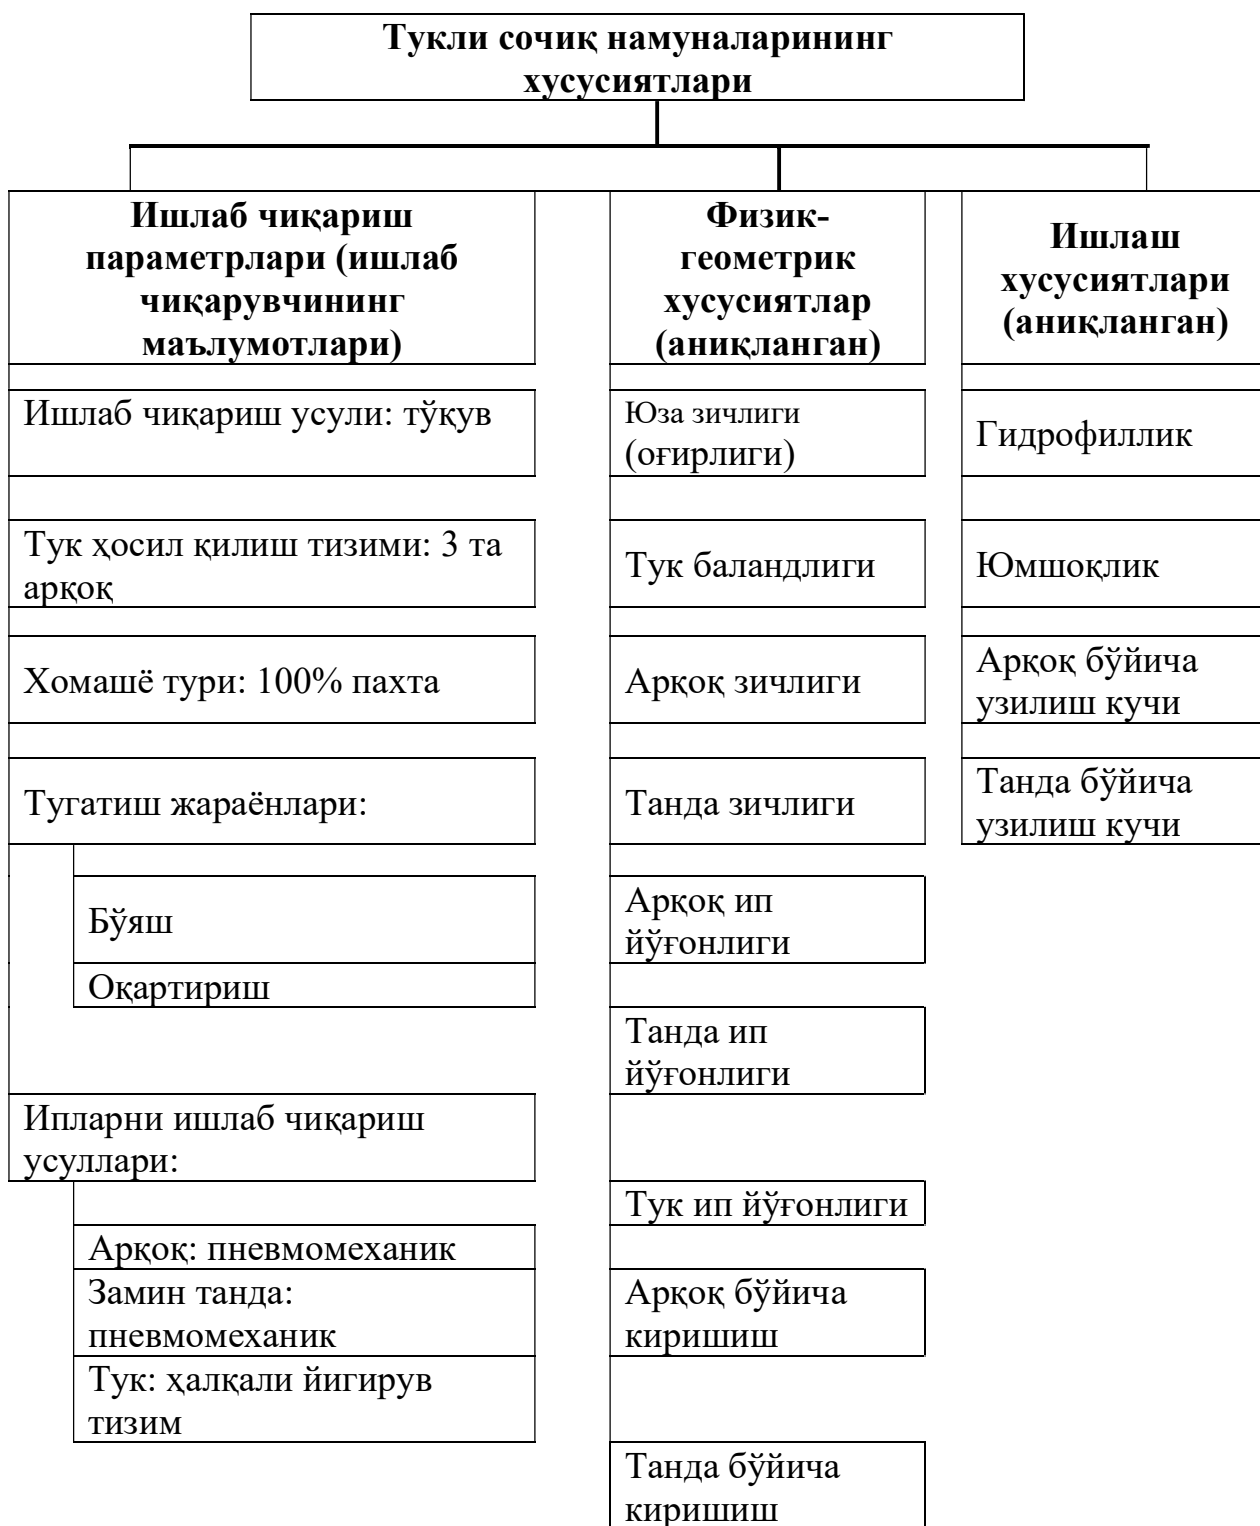 Тукли сочиқ намуналарининг
хусусиятлари
Ишлаб чиқариш
параметрлари (ишлаб
чиқарувчининг
маълумотлари)
Ишлаб чиқариш усули: тўқув
Тук ҳосил қилиш тизими: 3 та
арқоқ
Хомашё тури: 100% пахта
Тугатиш жараёнлари:
Бўяш
Оқартириш
Ипларни ишлаб чиқариш
усуллари:
Арқоқ: пневмомеханик
Замин танда:
пневмомеханик
Тук: ҳалқали йигирув
тизим
Физик-
геометрик
хусусиятлар
(аниқланган)
Юза зичлиги
(оғирлиги)
Тук баландлиги
Арқоқ зичлиги
Танда зичлиги
Арқоқ ип
йўғонлиги
Танда ип
йўғонлиги
Тук ип йўғонлиги
Арқоқ бўйича
киришиш
Танда бўйича
киришиш
Ишлаш
хусусиятлари
(аниқланган)
Гидрофиллик
Юмшоқлик
Арқоқ бўйича
узилиш кучи
Танда бўйича
узилиш кучи